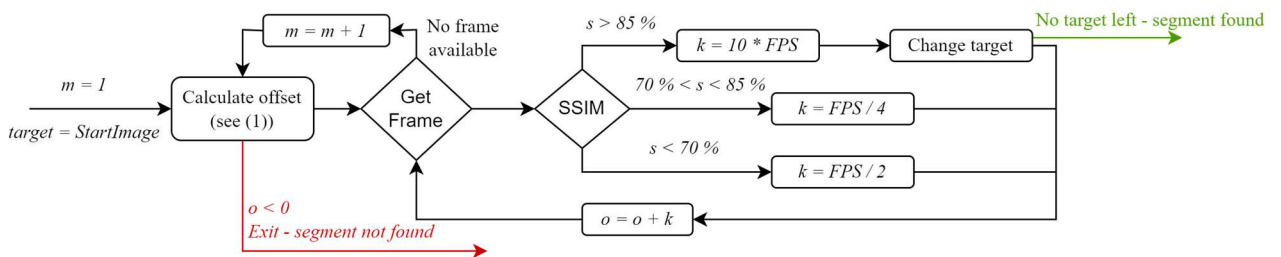 No target left - segment found
s > 85 %
No frame
available
m = m + 1
k = 10 * FPS
Change target
m = 1
70 % < s < 85 %
Calculate offset
(see (1))
Get
Frame
SSIM
k = FPS / 4
target = StartImage
s < 70 %
k = FPS / 2
o < 0
Exit - segment not found
o = o + k